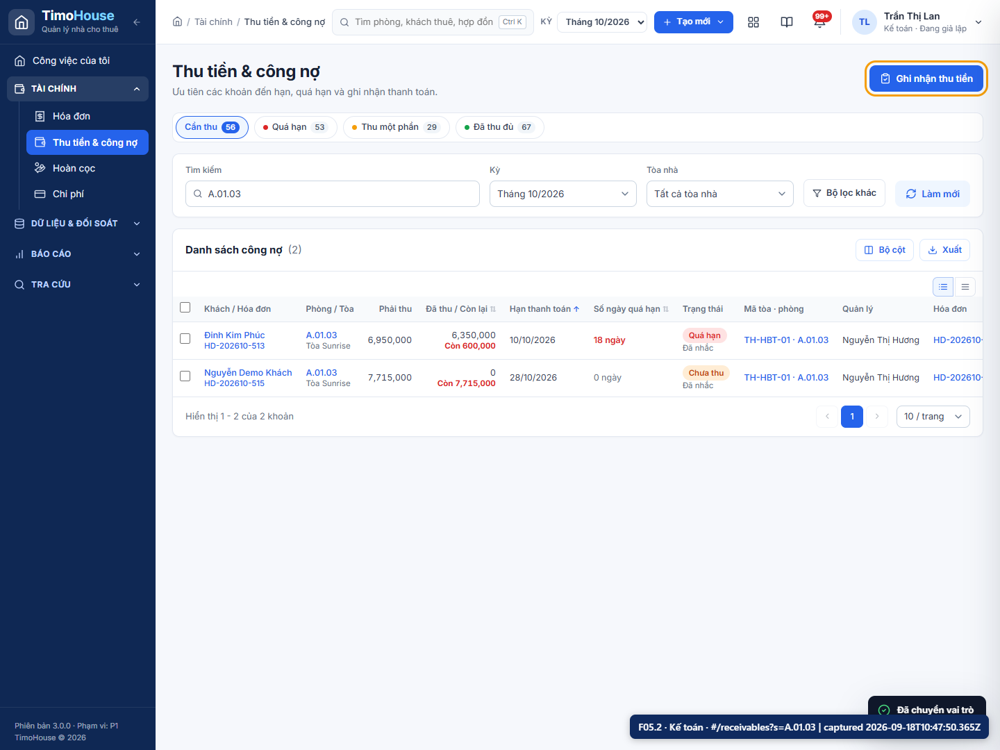 TimoHouse
Quản lý nhà cho thuê
Công việc của tôi
TÀI CHÍNH
Hóa đơn
Thu tiền & công nợ
Hoàn cọc
Chi phí
DỮ LIỆU & ĐỐI SOÁT
BÁO CÁO
TRA CỨU
Phiên bản 3.0.0 · Phạm vi: P1
TimoHouse © 2026
/ Tài chính / Thu tiền & công nợ
Tìm phòng, khách thuê, hợp đồn Ctrl K
KỲ Tháng 10/2026
Tạo mới
99+
TL
Trần Thị Lan
Kế toán · Đang giả lập
Thu tiền & công nợ
Ưu tiên các khoản đến hạn, quá hạn và ghi nhận thanh toán.
Ghi nhận thu tiền
Cần thu 56 Quá hạn 53 Thu một phần 29 Đã thu đủ 67
Tìm kiếm Kỳ Tòa nhà
A.01.03 Tháng 10/2026 Tất cả tòa nhà Bộ lọc khác Làm mới
Danh sách công nợ (2) Bộ cột Xuất
Khách / Hóa đơn Phòng / Tòa Phải thu Đã thu / Còn lại Hạn thanh toán Số ngày quá hạn Trạng thái Mã tòa · phòng Quản lý Hóa đơn
Đinh Kim Phúc A.01.03 6,950,000 6,350,000 10/10/2026 18 ngày Quá hạn TH-HBT-01 · A.01.03 Nguyễn Thị Hương HD-202610-
HD-202610-513 Tòa Sunrise Còn 600,000 Đã nhắc
Nguyễn Demo Khách A.01.03 7,715,000 0 28/10/2026 0 ngày Chưa thu TH-HBT-01 · A.01.03 Nguyễn Thị Hương HD-202610-
HD-202610-515 Tòa Sunrise Còn 7,715,000 Đã nhắc
Hiển thị 1 - 2 của 2 khoản 1 10 / trang
Đã chuyển vai trò
F05.2 · Kế toán · #/receivables?s=A.01.03 | captured 2026-09-18T10:47:50.365Z